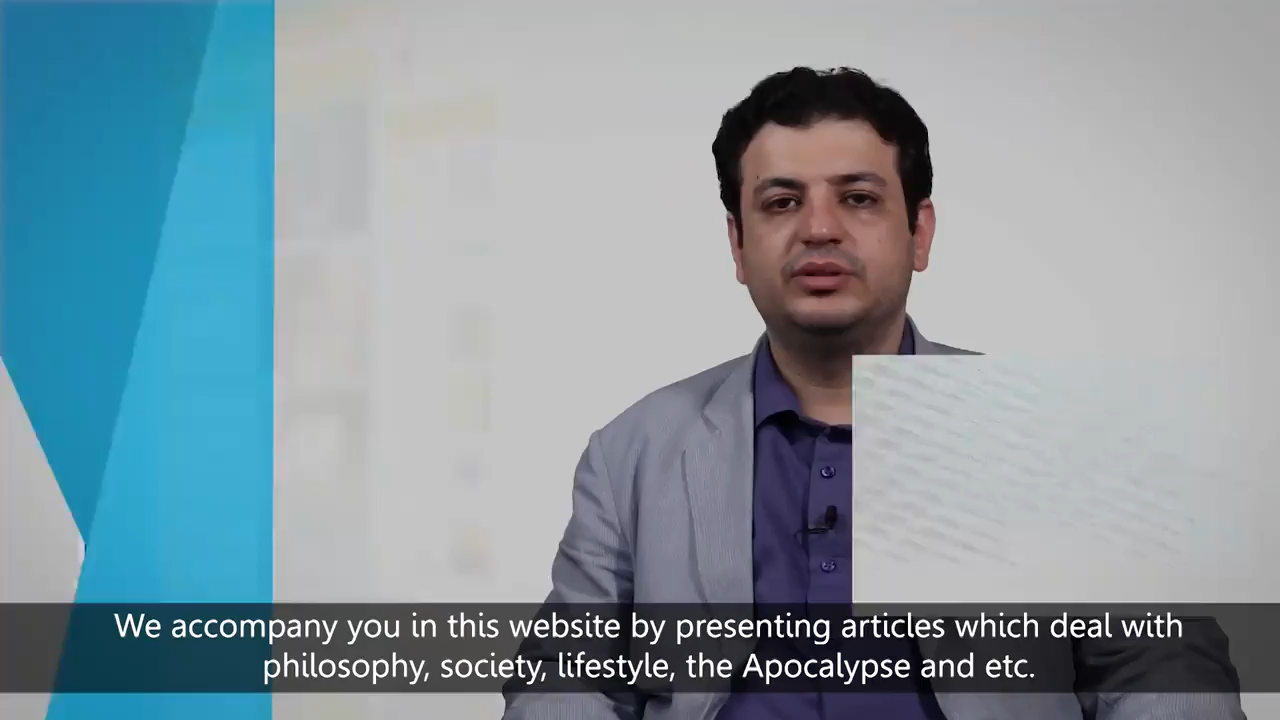 We accompany you in this website by presenting articles which deal with
philosophy, society, lifestyle, the Apocalypse and etc.